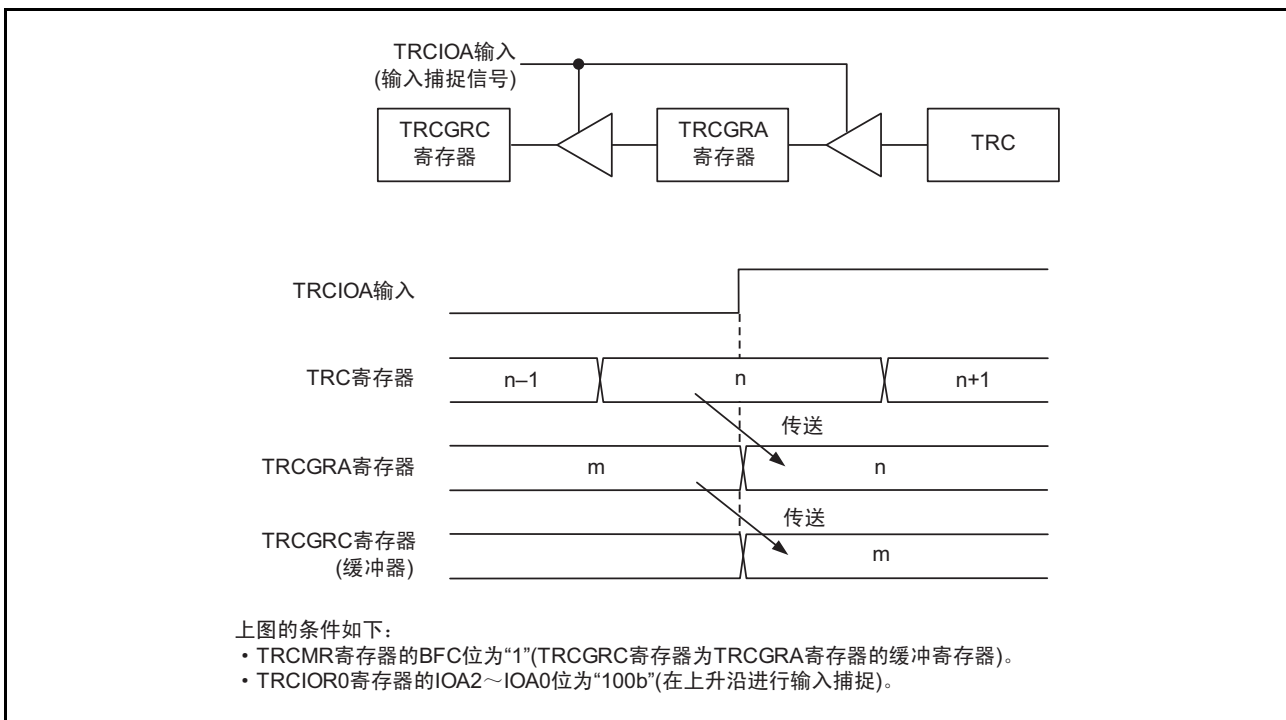 TRCIOA输入
(输入捕捉信号)
TRCGRC
寄存器
TRCGRA
寄存器
TRC
TRCIOA输入
TRC寄存器
n–1
n
n+1
传送
TRCGRA寄存器
m
n
传送
TRCGRC寄存器
(缓冲器)
m
上图的条件如下：
・TRCMR寄存器的BFC位为“1”(TRCGRC寄存器为TRCGRA寄存器的缓冲寄存器)。
・TRCIOR0寄存器的IOA2～IOA0位为“100b”(在上升沿进行输入捕捉)。